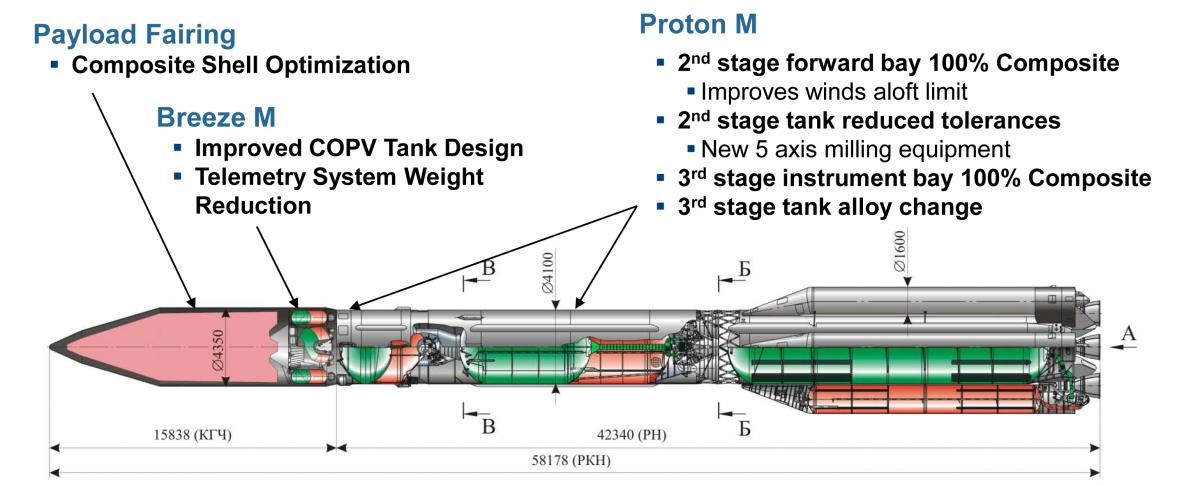 Payload Fairing
▪ Composite Shell Optimization
Breeze M
▪ Improved COPV Tank Design
▪ Telemetry System Weight
Reduction
Proton M
▪ 2nd stage forward bay 100% Composite
▪ Improves winds aloft limit
▪ 2nd stage tank reduced tolerances
▪ New 5 axis milling equipment
▪ 3rd stage instrument bay 100% Composite
▪ 3rd stage tank alloy change
В
Ø4100
Б
Ø1600
Ø4350
А
В
Б
15838 (КГЧ)
42340 (РН)
58178 (РКН)